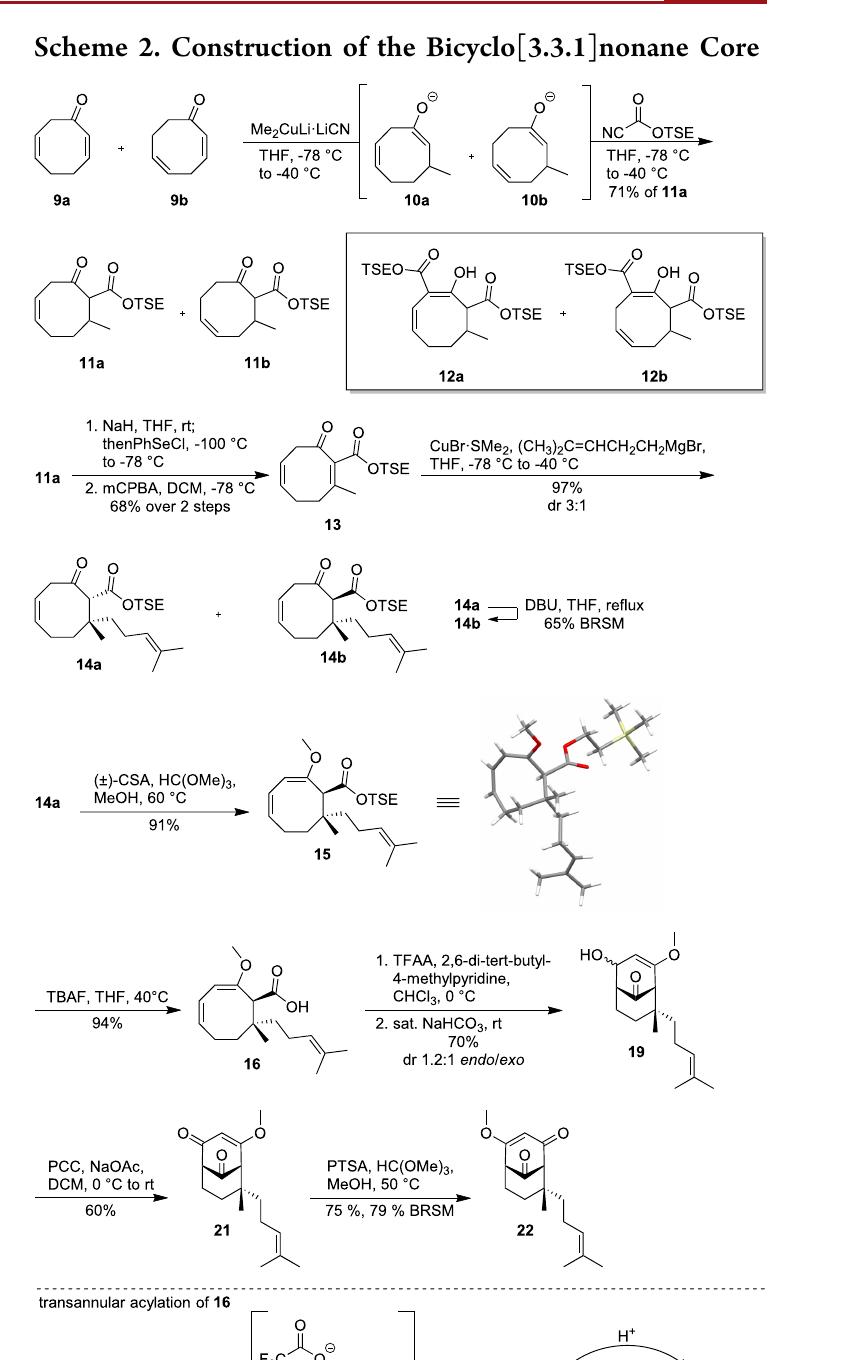 Scheme 2. Construction of the Bicyclo[3.3.1]nonane Core
O
O
Me2CuLi·LiCN
THF, -78 °C
to -40 °C
+
9a
9b
O⊖
O⊖
+
10a
10b
O
NC
OTSE
THF, -78 °C
to -40 °C
71% of 11a
O
O
OTSE
+
O
O
OTSE
11a
11b
O
TSEO
OH
O
OTSE
+
O
TSEO
OH
O
OTSE
12a
12b
11a
1. NaH, THF, rt;
thenPhSeCl, -100 °C
to -78 °C
2. mCPBA, DCM, -78 °C
68% over 2 steps
O
O
OTSE
13
CuBr·SMe2, (CH3)2C=CHCH2CH2MgBr,
THF, -78 °C to -40 °C
97%
dr 3:1
O
O
OTSE
14a
+
O
O
OTSE
14b
14a
14b
DBU, THF, reflux
65% BRSM
14a
(±)-CSA, HC(OMe)3,
MeOH, 60 °C
91%
O
O
OTSE
15
TBAF, THF, 40°C
94%
O
O
OH
16
1. TFAA, 2,6-di-tert-butyl-
4-methylpyridine,
CHCl3, 0 °C
2. sat. NaHCO3, rt
70%
dr 1.2:1 endo/exo
HO
O
O
19
PCC, NaOAc,
DCM, 0 °C to rt
60%
O
O
O
21
PTSA, HC(OMe)3,
MeOH, 50 °C
75 %, 79 % BRSM
O
O
O
22
transannular acylation of 16
O
O⊖
H+